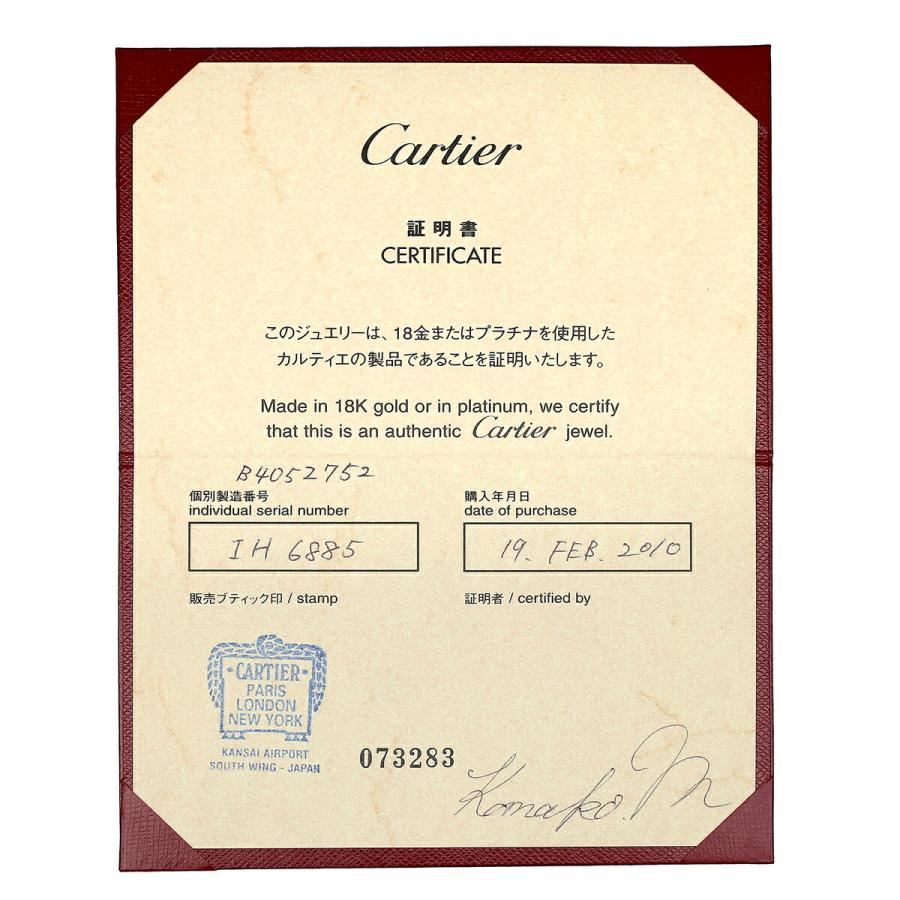 Cartier
証明書
CERTIFICATE
このジュエリーは、18金またはプラチナを使用した
カルティエの製品であることを証明いたします。
Made in 18K gold or in platinum, we certify
that this is an authentic Cartier jewel.
B4052752
個別製造番号
individual serial number
IH 6885
購入年月日
date of purchase
19. FEB. 2010
販売ブティック印 / stamp
証明者 / certified by
CARTIER
PARIS
LONDON
NEW YORK
KANSAI AIRPORT
SOUTH WING - JAPAN
073283
Komako. M